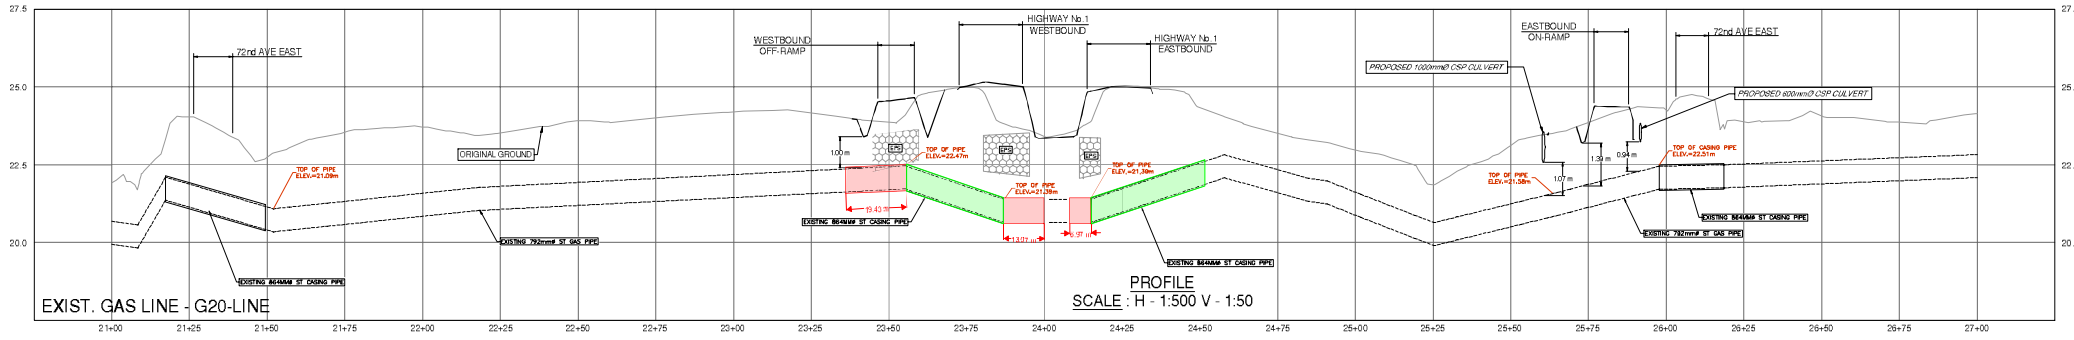 27.5
25.0
22.5
20.0
72nd AVE EAST
ORIGINAL GROUND
TOP OF PIPE
ELEV.=21.09m
EXISTING 864MMØ ST CASING PIPE
EXISTING 792mmØ ST GAS PIPE
EXIST. GAS LINE - G20-LINE
WESTBOUND
OFF-RAMP
HIGHWAY No.1
WESTBOUND
HIGHWAY No.1
EASTBOUND
1.00 m
EPS
EPS
EPS
TOP OF PIPE
ELEV.=22.47m
TOP OF PIPE
ELEV.=21.39m
TOP OF PIPE
ELEV.=21.39m
19.40 m
13.07 m
6.97 m
EXISTING 864MMØ ST CASING PIPE
EXISTING 864MMØ ST CASING PIPE
PROFILE
SCALE : H - 1:500 V - 1:50
EASTBOUND
ON-RAMP
72nd AVE EAST
PROPOSED 1000mmØ CSP CULVERT
PROPOSED 600mmØ CSP CULVERT
1.39 m
0.94 m
1.07 m
TOP OF CASING PIPE
ELEV.=22.51m
TOP OF PIPE
ELEV.=21.58m
EXISTING 864MMØ ST CASING PIPE
EXISTING 792mmØ ST GAS PIPE
27.
25.
22.
20.
21+00 21+25 21+50 21+75 22+00 22+25 22+50 22+75 23+00 23+25 23+50 23+75 24+00 24+25 24+50 24+75 25+00 25+25 25+50 25+75 26+00 26+25 26+50 26+75 27+00